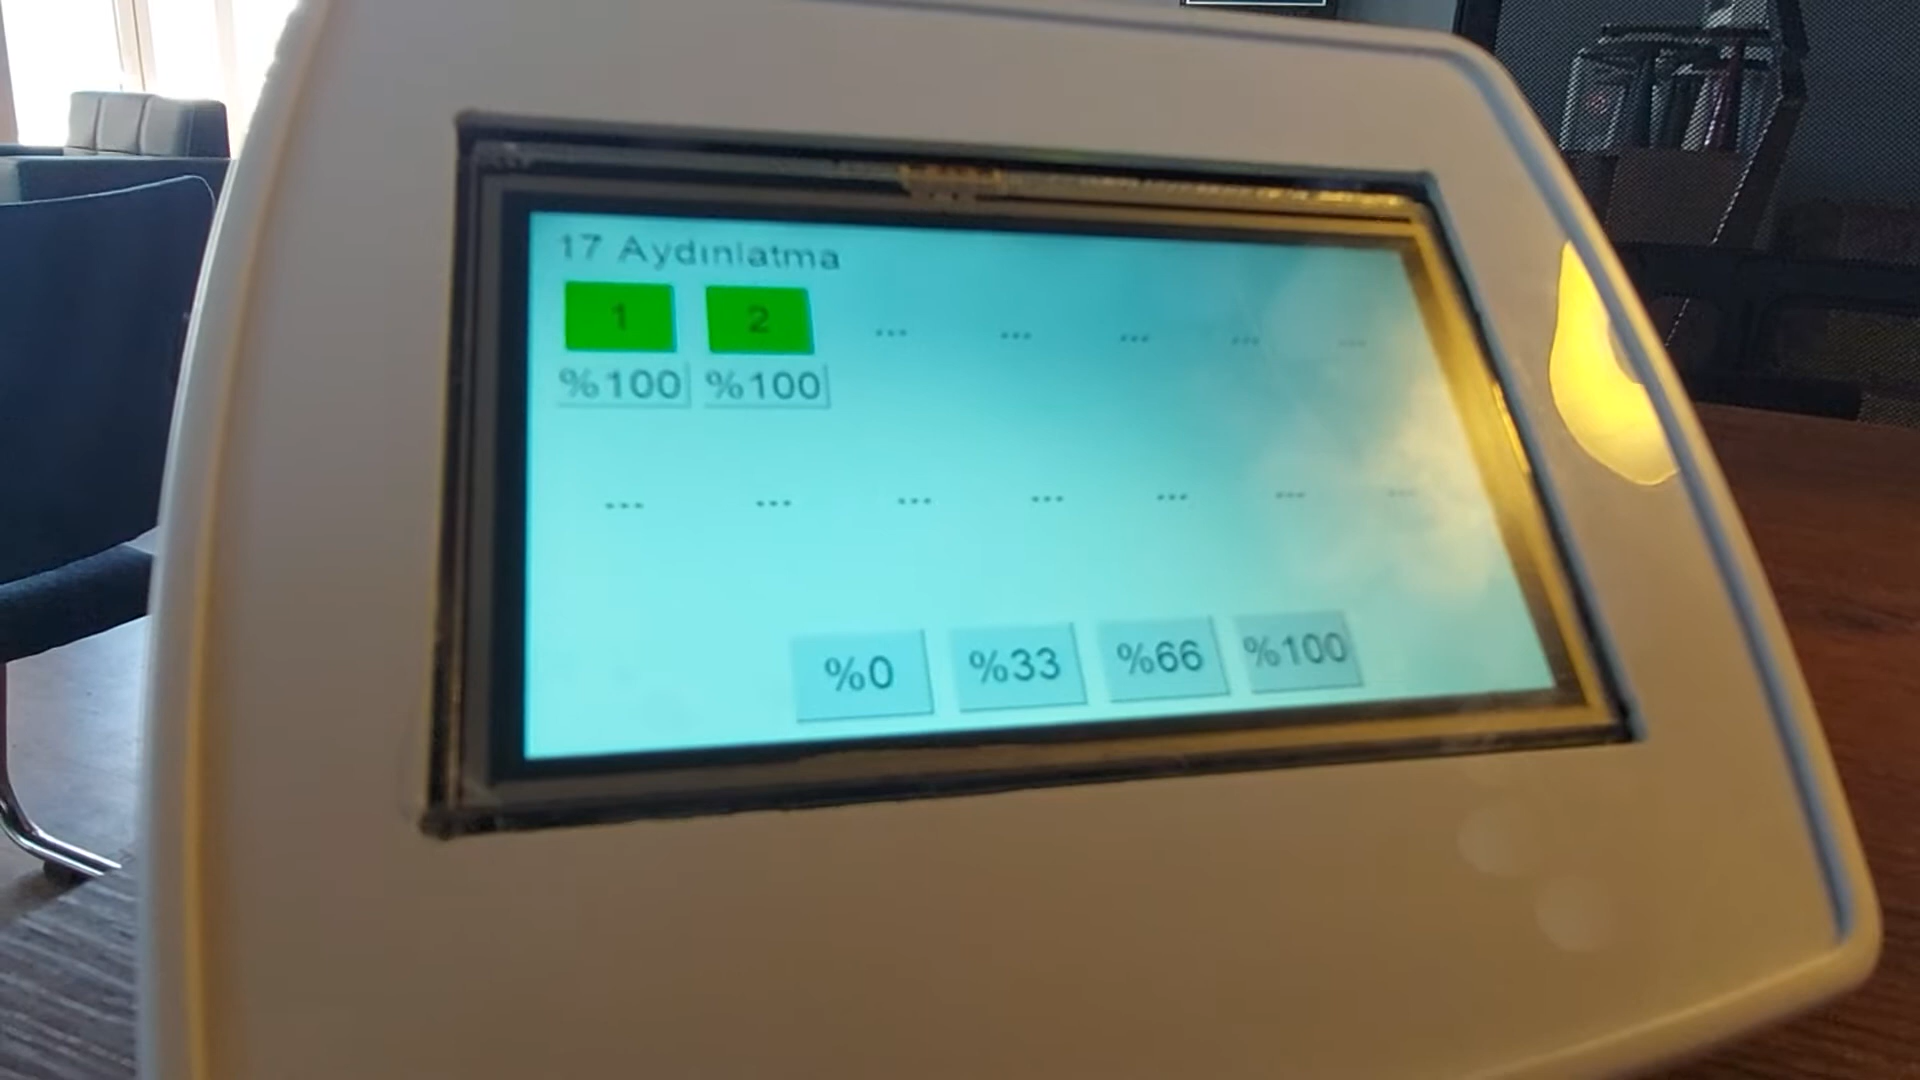 17 Aydınlatma
1 2 ... ... ... ... ...
%100 %100
... ... ... ... ... ... ...
%0 %33 %66 %100